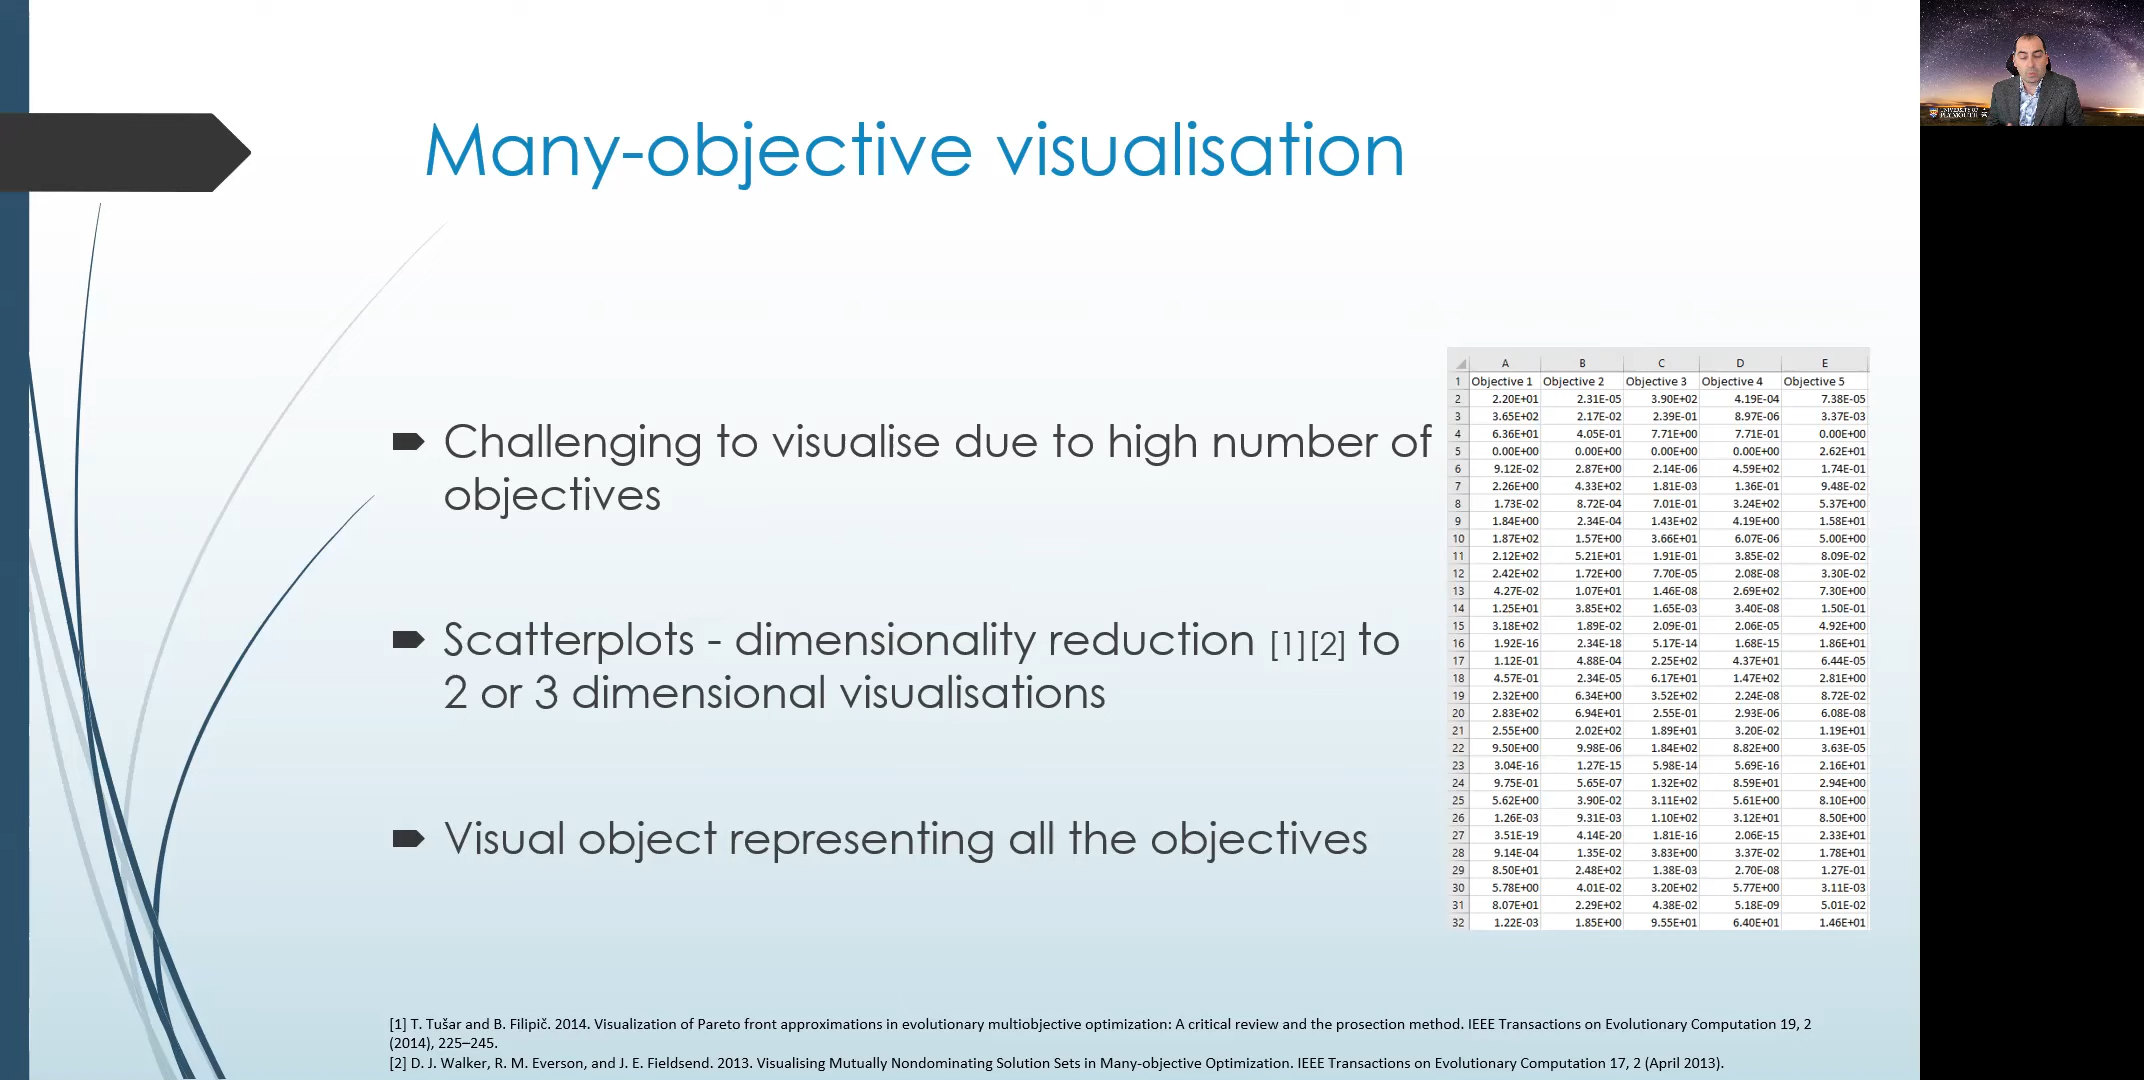 Many-objective visualisation
Challenging to visualise due to high number of
objectives
Scatterplots - dimensionality reduction [1][2] to
2 or 3 dimensional visualisations
Visual object representing all the objectives
A B C D E
1 Objective 1 Objective 2 Objective 3 Objective 4 Objective 5
2 2.20E+01 2.31E-05 3.90E+02 4.19E-04 7.38E-05
3 3.65E+02 2.17E-02 2.39E-01 8.97E-06 3.37E-03
4 6.36E+01 4.05E-01 7.71E+00 7.71E-01 0.00E+00
5 0.00E+00 0.00E+00 0.00E+00 0.00E+00 2.62E+01
6 9.12E-02 2.87E+00 2.14E-06 4.59E+02 1.74E-01
7 2.26E+00 4.33E+02 1.81E-03 1.36E-01 9.48E-02
8 1.73E-02 8.72E-04 7.01E-01 3.24E+02 5.37E+00
9 1.84E+00 2.34E-04 1.43E+02 4.19E+00 1.58E+01
10 1.87E+02 1.57E+00 3.66E+01 6.07E-06 5.00E+00
11 2.12E+02 5.21E+01 1.91E-01 3.85E-02 8.09E-02
12 2.42E+02 1.72E+00 7.70E-05 2.08E-08 3.30E-02
13 4.27E-02 1.07E+01 1.46E-08 2.69E+02 7.30E+00
14 1.25E+01 3.85E+02 1.65E-03 3.40E-08 1.50E-01
15 3.18E+02 1.89E-02 2.09E-01 2.06E-05 4.92E+00
16 1.92E-16 2.34E-18 5.17E-14 1.68E-15 1.86E+01
17 1.12E-01 4.88E-04 2.25E+02 4.37E+01 6.44E-05
18 4.57E-01 2.34E-05 6.17E+01 1.47E+02 2.81E+00
19 2.32E+00 6.34E+00 3.52E+02 2.24E-08 8.72E-02
20 2.83E+02 6.94E+01 2.55E-01 2.93E-06 6.08E-08
21 2.55E+00 2.02E+02 1.89E+01 3.20E-02 1.19E+01
22 9.50E+00 9.98E-06 1.84E+02 8.82E+00 3.63E-05
23 3.04E-16 1.27E-15 5.98E-14 5.69E-16 2.16E+01
24 9.75E-01 5.65E-07 1.32E+02 8.59E+01 2.94E+00
25 5.62E+00 3.90E-02 3.11E+02 5.61E+00 8.10E+00
26 1.26E-03 9.31E-03 1.10E+02 3.12E+01 8.50E+00
27 3.51E-19 4.14E-20 1.81E-16 2.06E-15 2.33E+01
28 9.14E-04 1.35E-02 3.83E+00 3.37E-02 1.78E+01
29 8.50E+01 2.48E+02 1.38E-03 2.70E-08 1.27E-01
30 5.78E+00 4.01E-02 3.20E+02 5.77E+00 3.11E-03
31 8.07E+01 2.29E+02 4.38E-02 5.18E-09 5.01E-02
32 1.22E-03 1.85E+00 9.55E+01 6.40E+01 1.46E+01
[1] T. Tušar and B. Filipič. 2014. Visualization of Pareto front approximations in evolutionary multiobjective optimization: A critical review and the prosection method. IEEE Transactions on Evolutionary Computation 19, 2
(2014), 225–245.
[2] D. J. Walker, R. M. Everson, and J. E. Fieldsend. 2013. Visualising Mutually Nondominating Solution Sets in Many-objective Optimization. IEEE Transactions on Evolutionary Computation 17, 2 (April 2013).
UNIVERSITY OF
PLYMOUTH